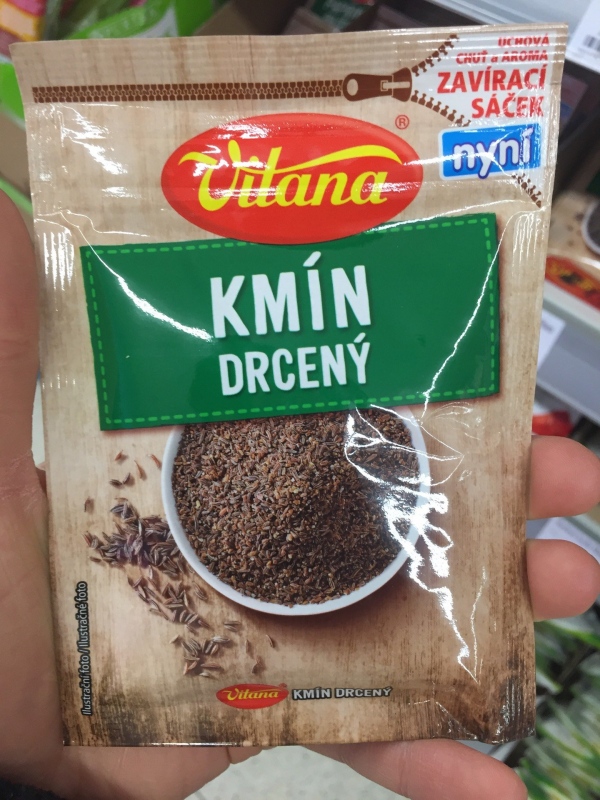 UCHOVÁ
CHUŤ a AROMA
ZAVÍRACÍ
SÁČEK
nyní
Vitana®
KMÍN
DRCENÝ
Ilustrační foto / Ilustračné foto
Vitana KMÍN DRCENÝ